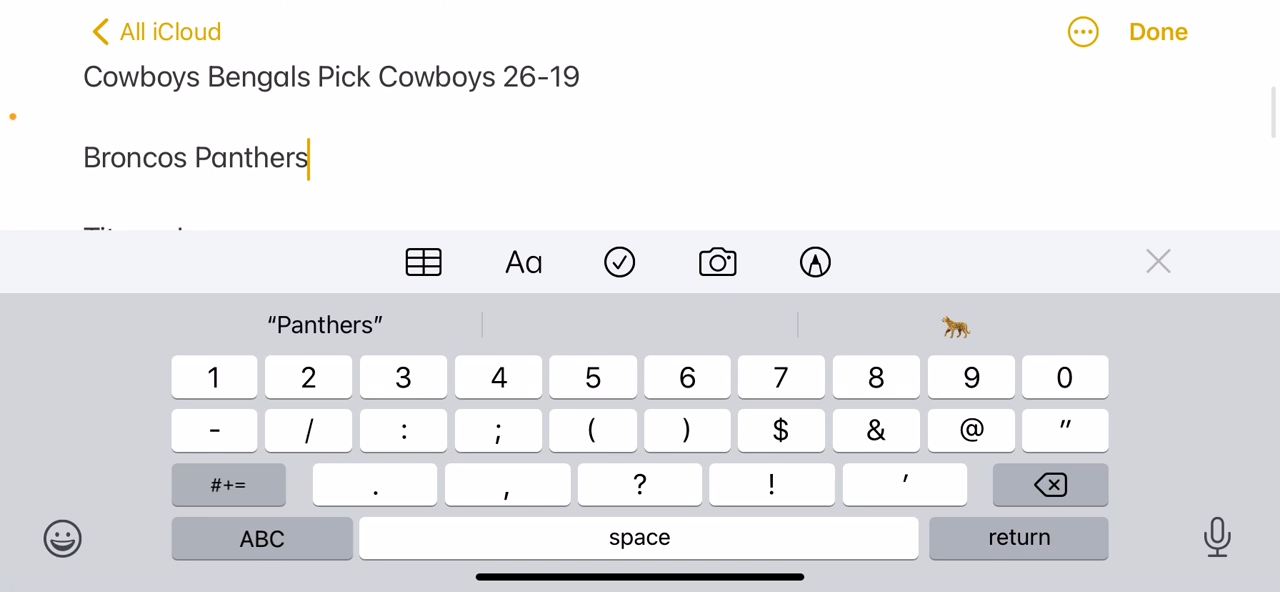 All iCloud
Done
Cowboys Bengals Pick Cowboys 26-19
Broncos Panthers
Aa
“Panthers”
1 2 3 4 5 6 7 8 9 0
- / : ; ( ) $ & @ "
#+= . , ? ! '
ABC space return